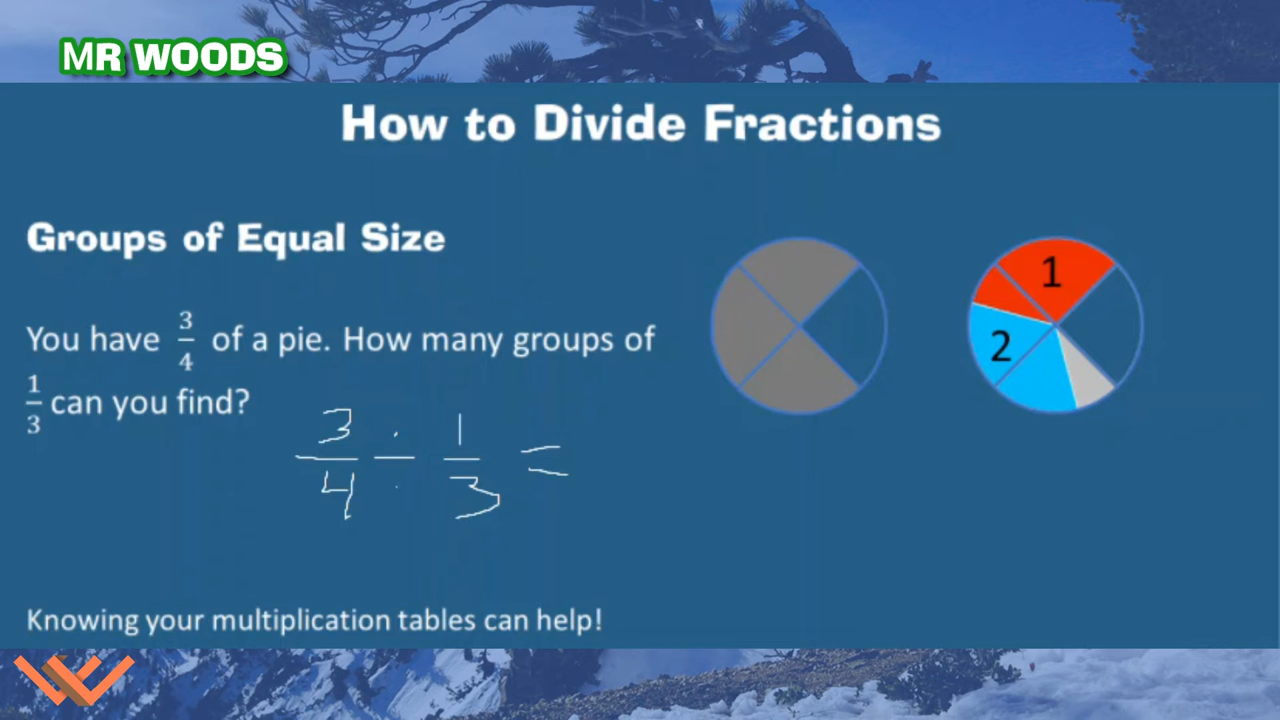 MR WOODS
How to Divide Fractions
Groups of Equal Size
You have 3/4 of a pie. How many groups of
1/3 can you find?
3/4 ÷ 1/3 =
1
2
Knowing your multiplication tables can help!